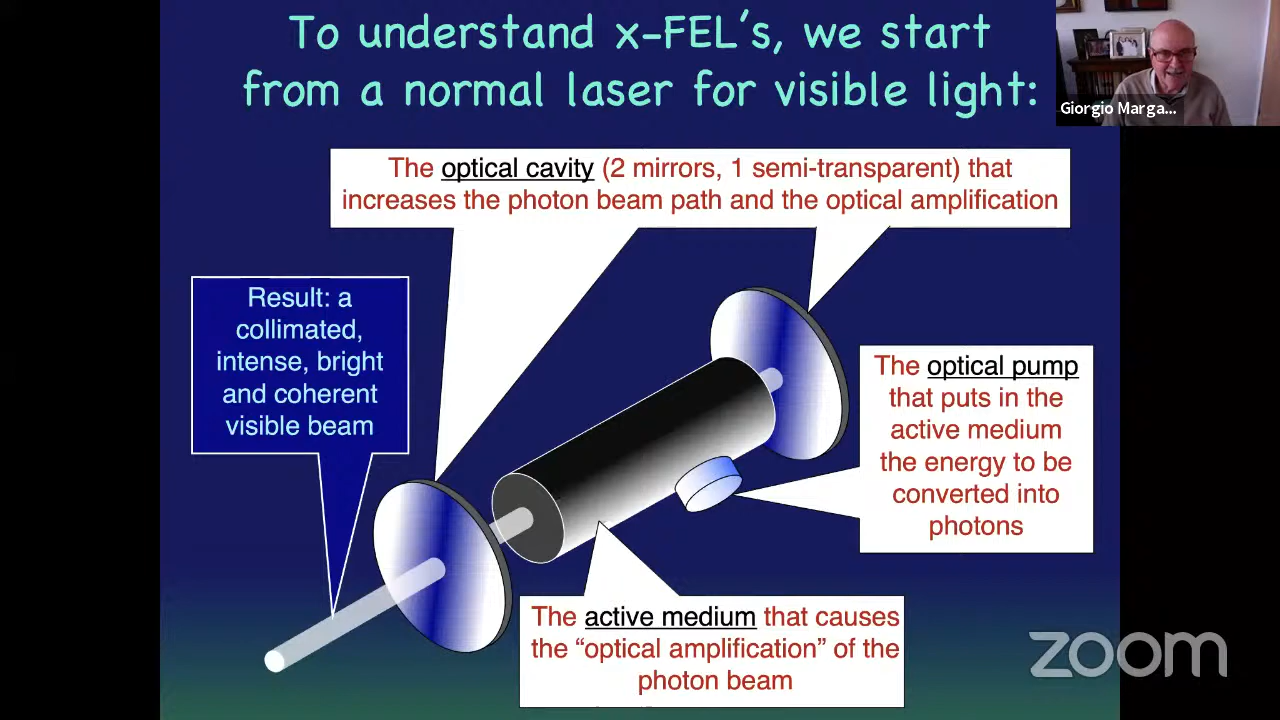 To understand x-FEL's, we start
from a normal laser for visible light:
Giorgio Marga...
The optical cavity (2 mirrors, 1 semi-transparent) that
increases the photon beam path and the optical amplification
Result: a
collimated,
intense, bright
and coherent
visible beam
The optical pump
that puts in the
active medium
the energy to be
converted into
photons
The active medium that causes
the “optical amplification” of the
photon beam
zoom